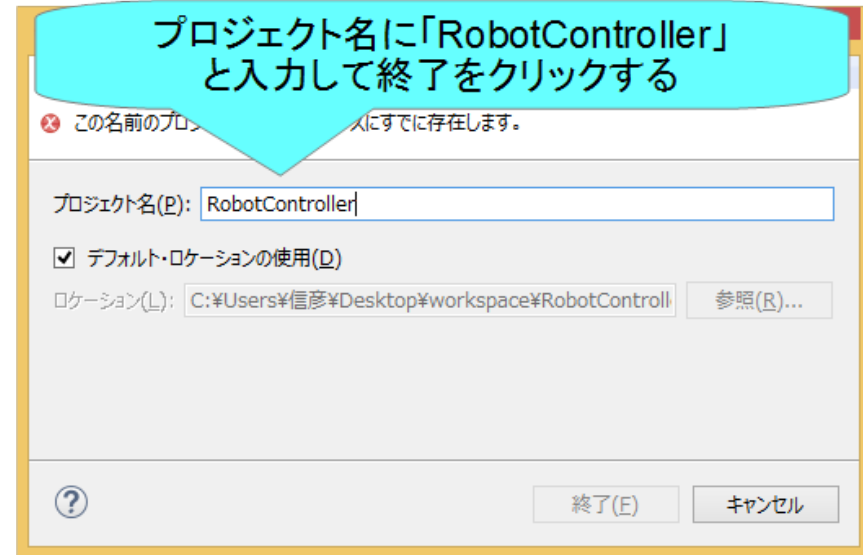 プロジェクト名に「RobotController」
と入力して終了をクリックする
この名前のプロ
スにすでに存在します。
プロジェクト名(P): RobotController
デフォルト・ロケーションの使用(D)
ロケーション(L): C:¥Users¥信彦¥Desktop¥workspace¥RobotControll 参照(R)...
終了(F) キャンセル